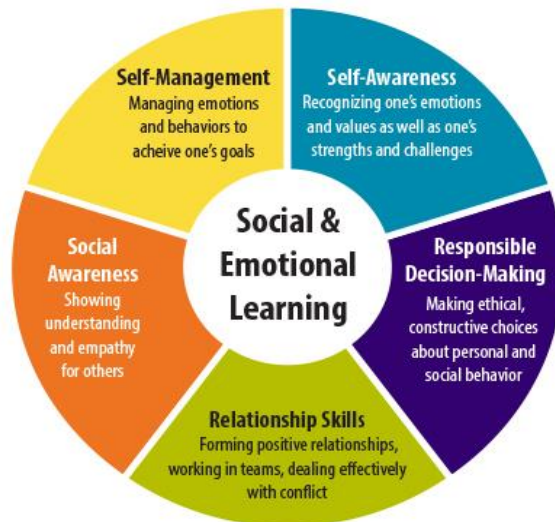 Self-Management
Managing emotions
and behaviors to
acheive one's goals
Self-Awareness
Recognizing one's emotions
and values as well as one's
strengths and challenges
Social &
Emotional
Learning
Social
Awareness
Showing
understanding
and empathy
for others
Responsible
Decision-Making
Making ethical,
constructive choices
about personal and
social behavior
Relationship Skills
Forming positive relationships,
working in teams, dealing effectively
with conflict